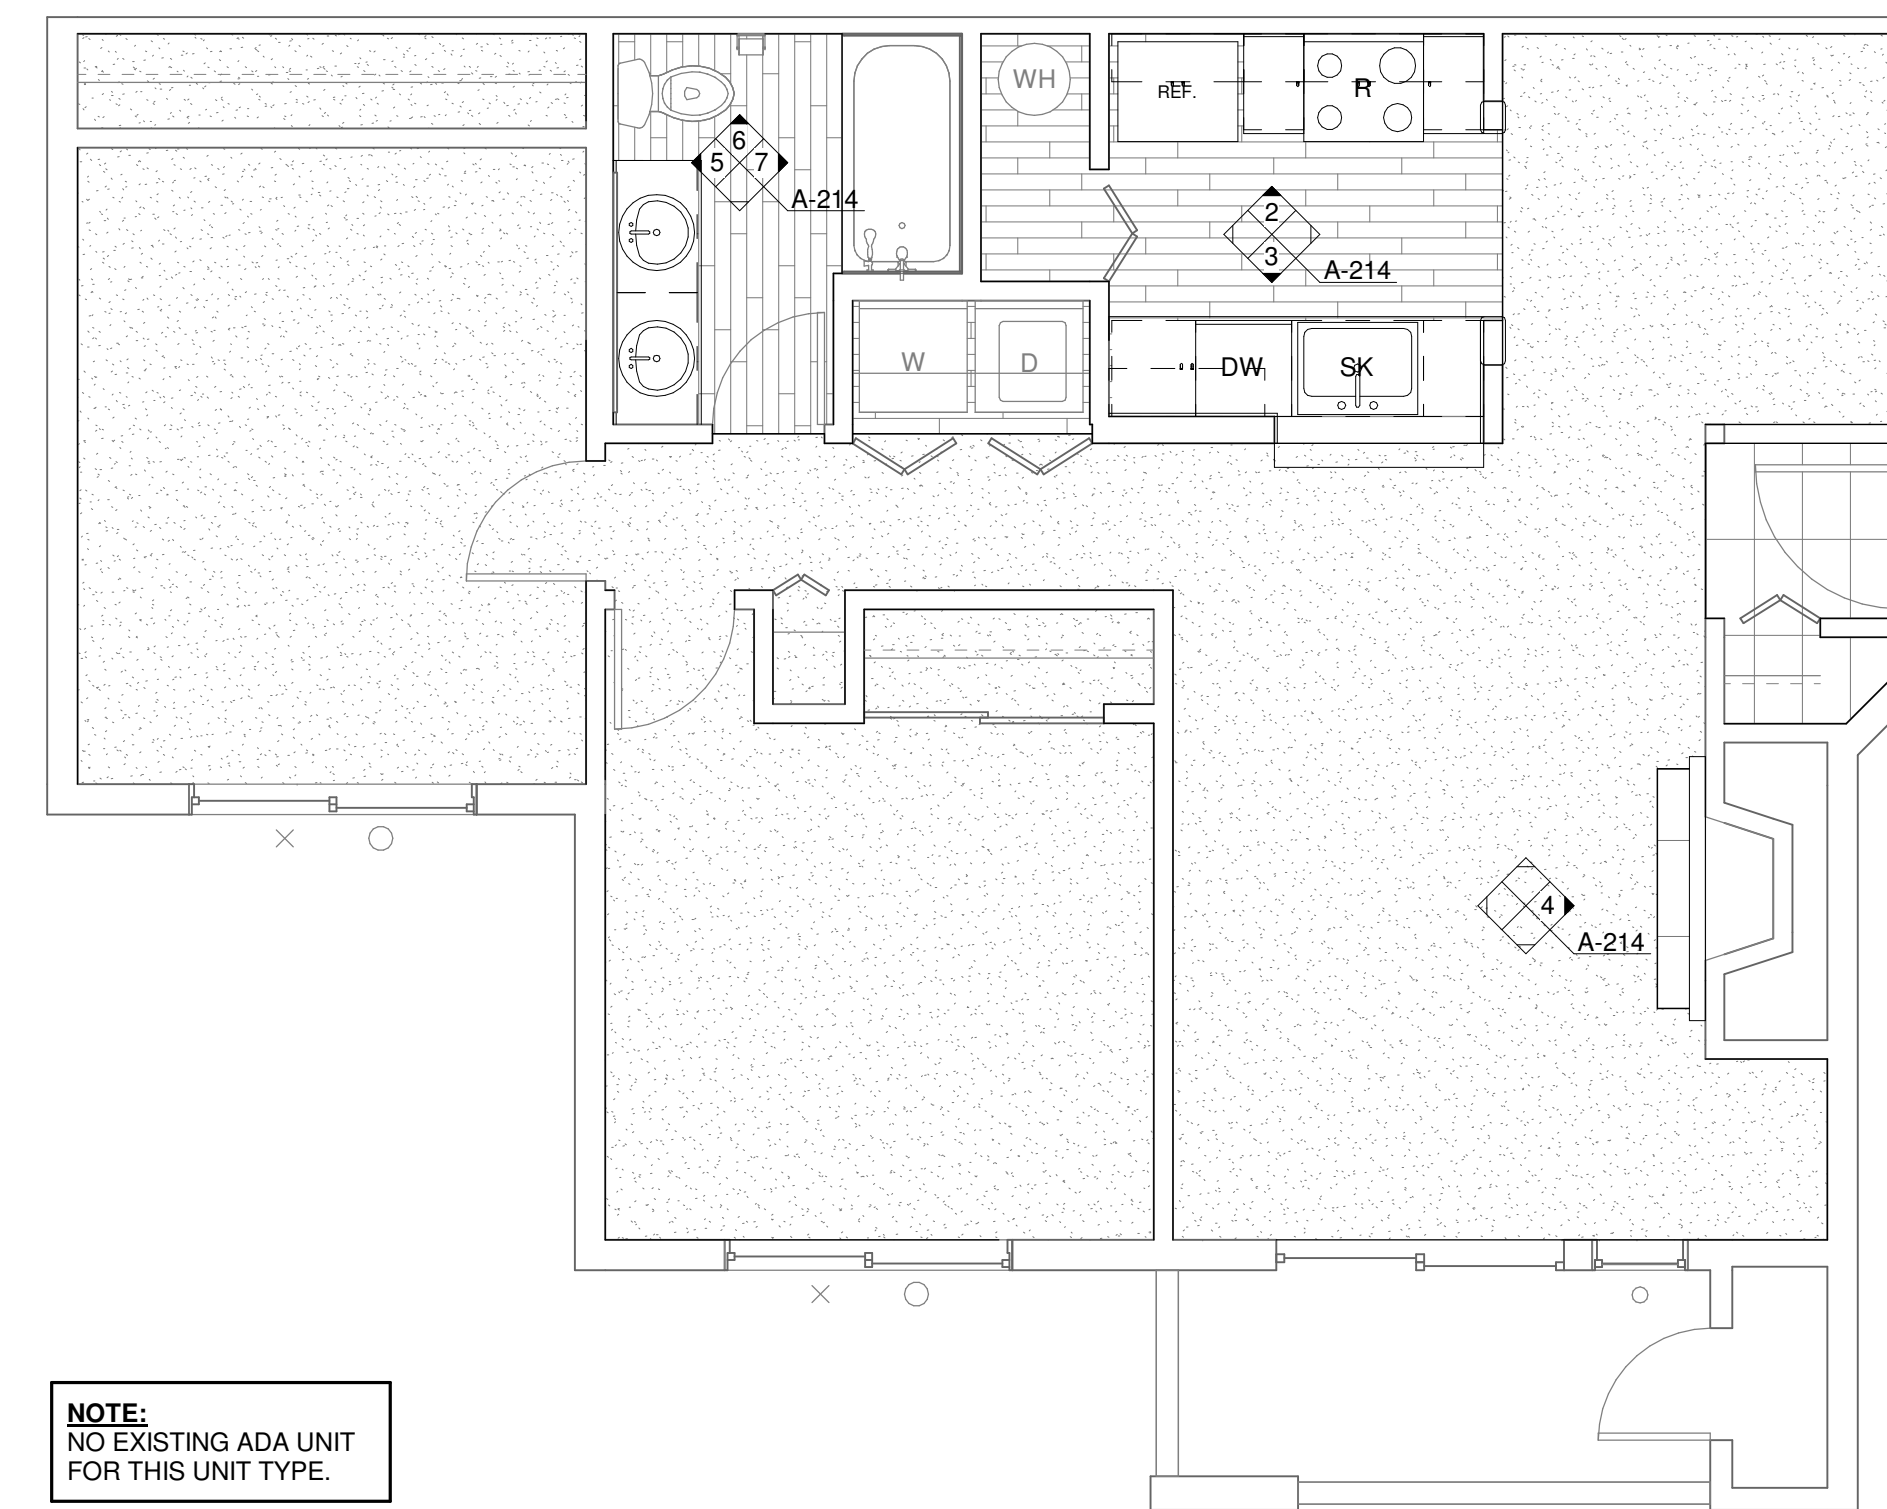 WH
REF.
R
6
5 7
A-214
2
3
A-214
W
D
DW
SK
4
A-214
NOTE:
NO EXISTING ADA UNIT
FOR THIS UNIT TYPE.